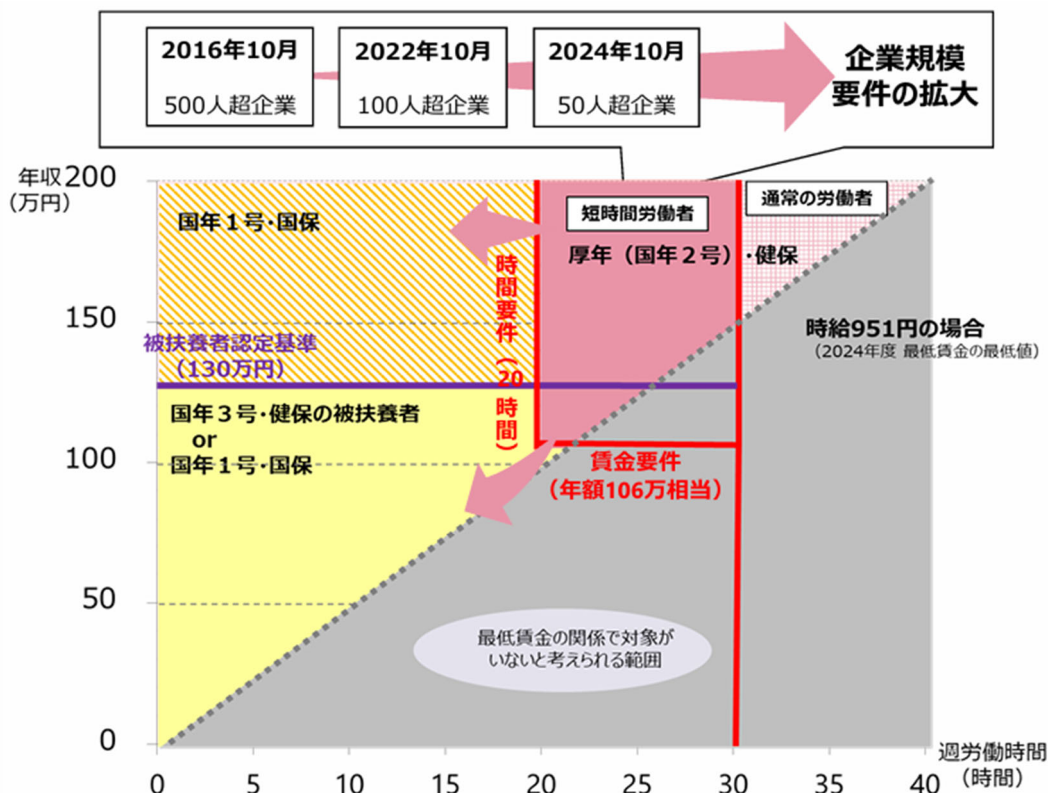 2016年10月
500人超企業
2022年10月
100人超企業
2024年10月
50人超企業
企業規模
要件の拡大
年収
（万円）
200
150
100
50
0
国年１号・国保
短時間労働者
通常の労働者
厚年（国年２号）・健保
時間要件（20時間）
時給951円の場合
（2024年度 最低賃金の最低値）
被扶養者認定基準
（130万円）
国年３号・健保の被扶養者
or
国年１号・国保
賃金要件
（年額106万相当）
最低賃金の関係で対象が
いないと考えられる範囲
0 5 10 15 20 25 30 35 40
週労働時間
（時間）